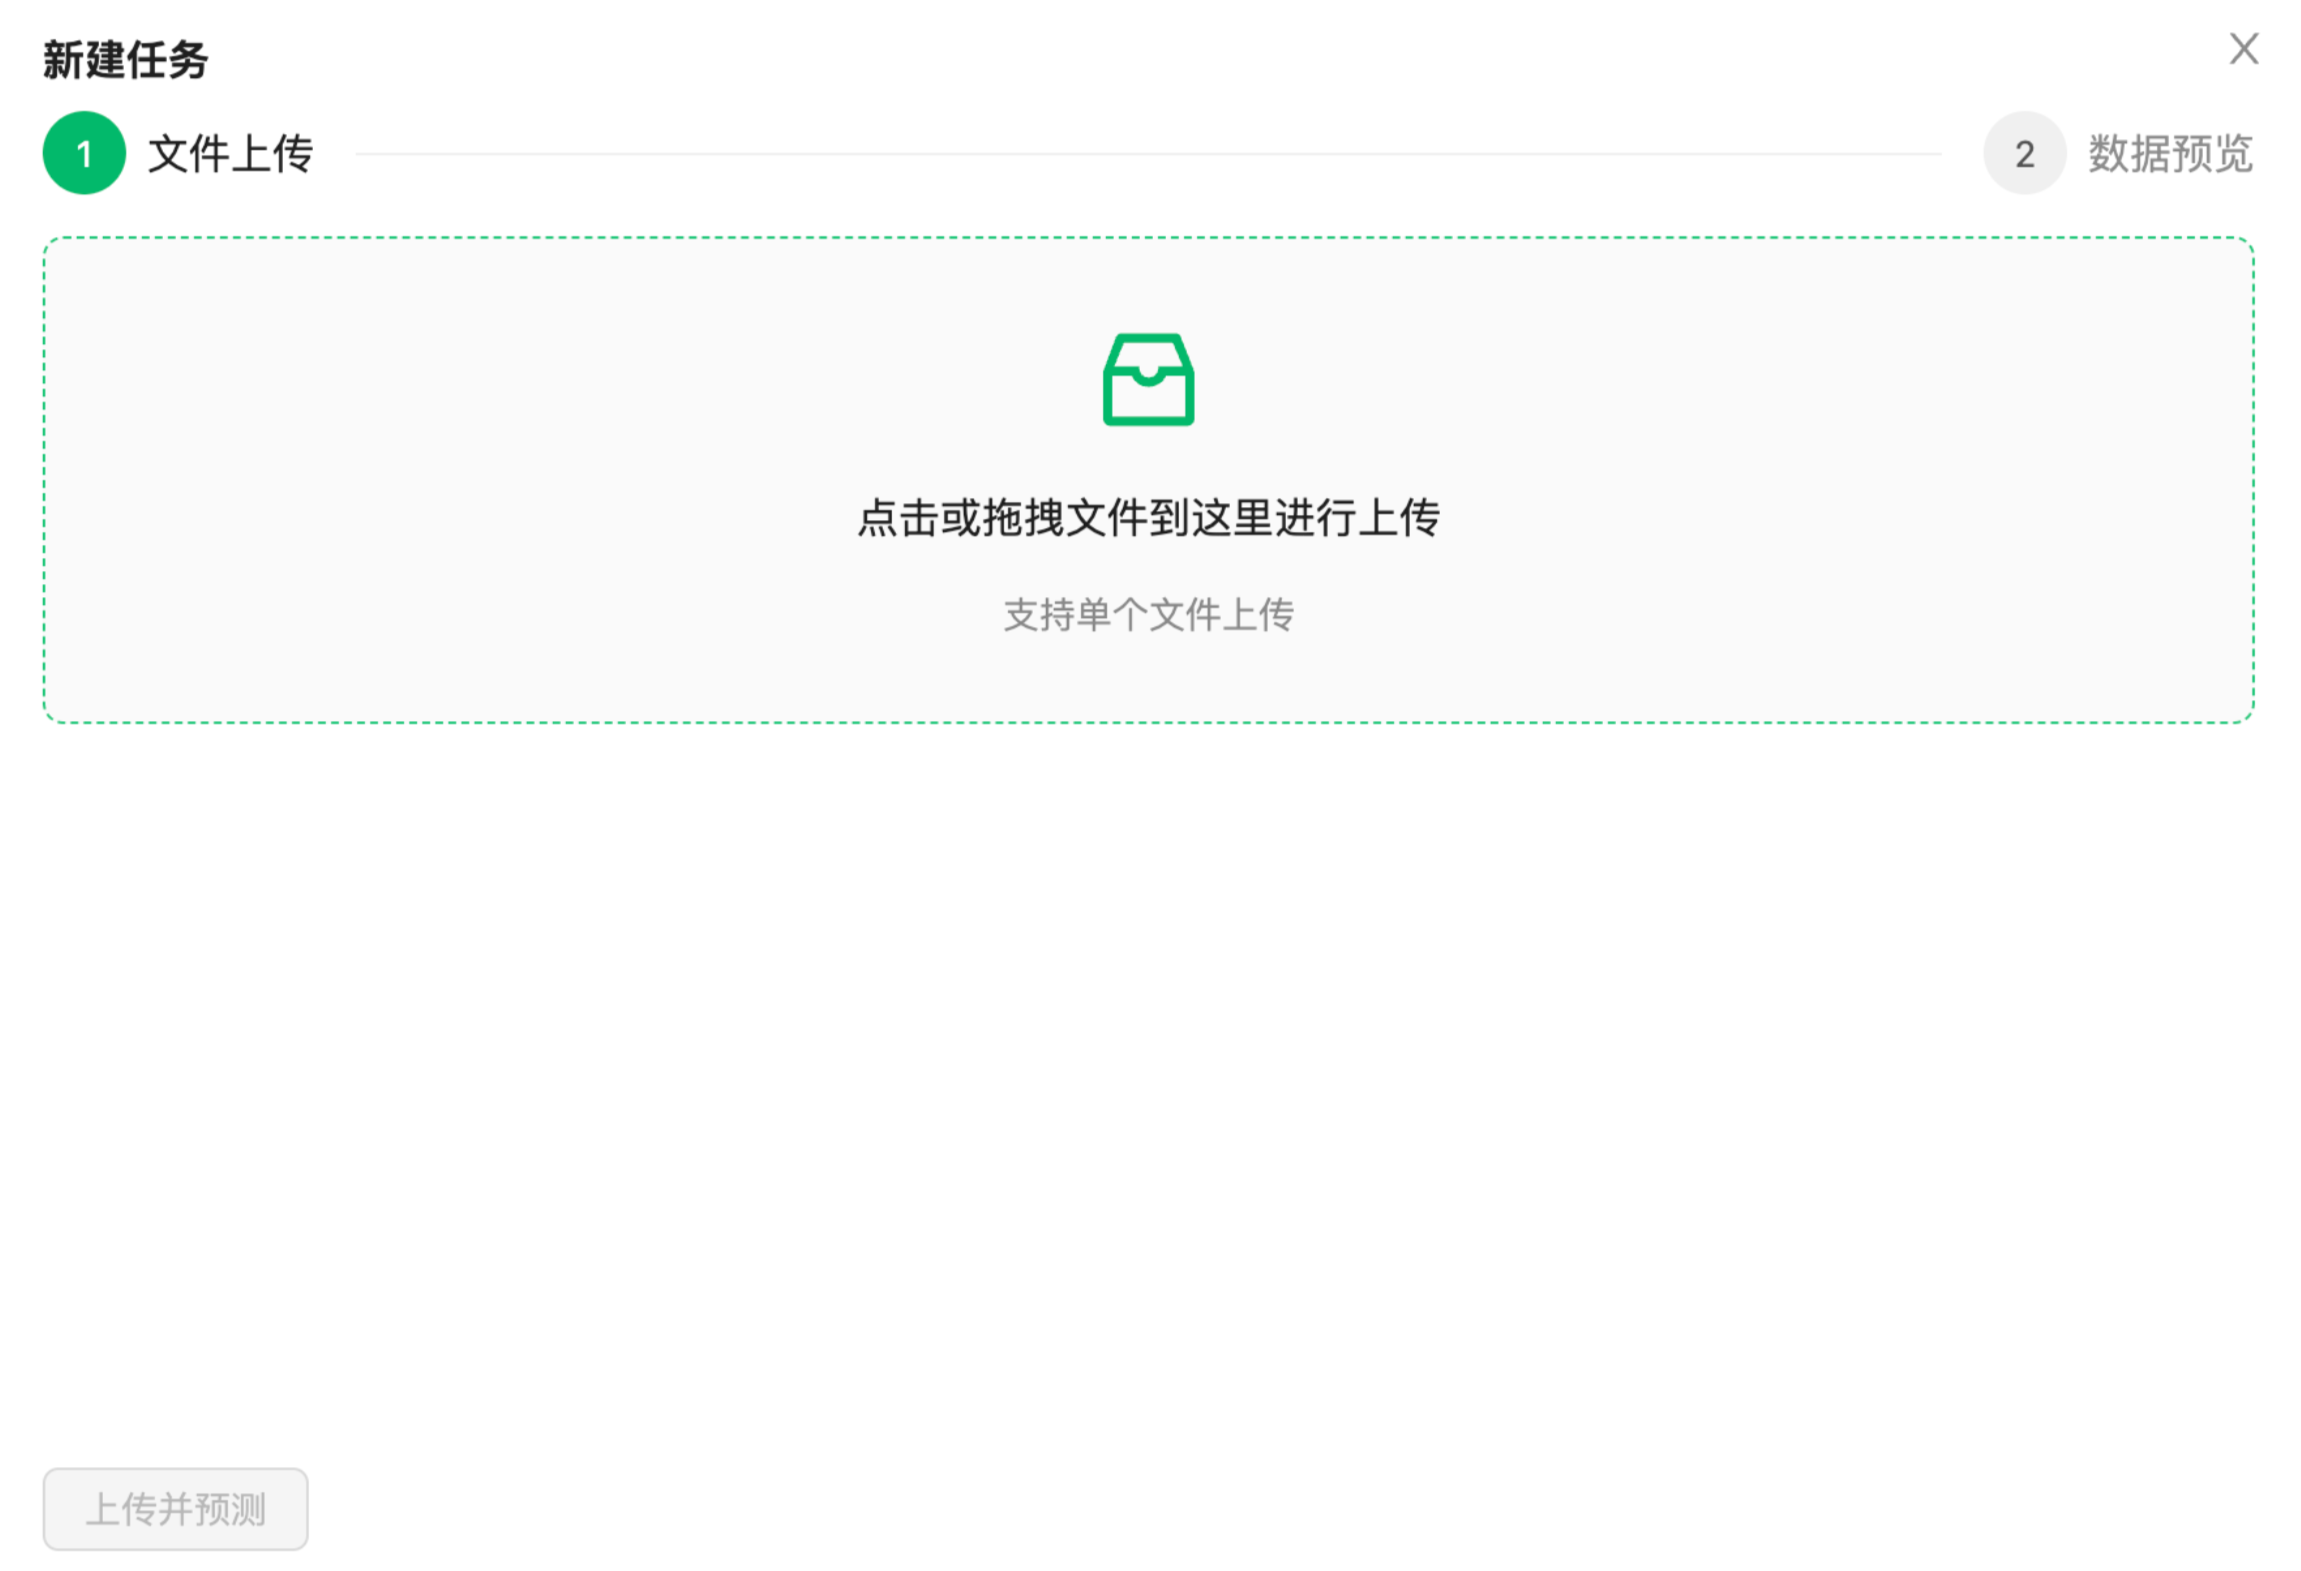 新建任务
1 文件上传
2 数据预览
点击或拖拽文件到这里进行上传
支持单个文件上传
上传并预测